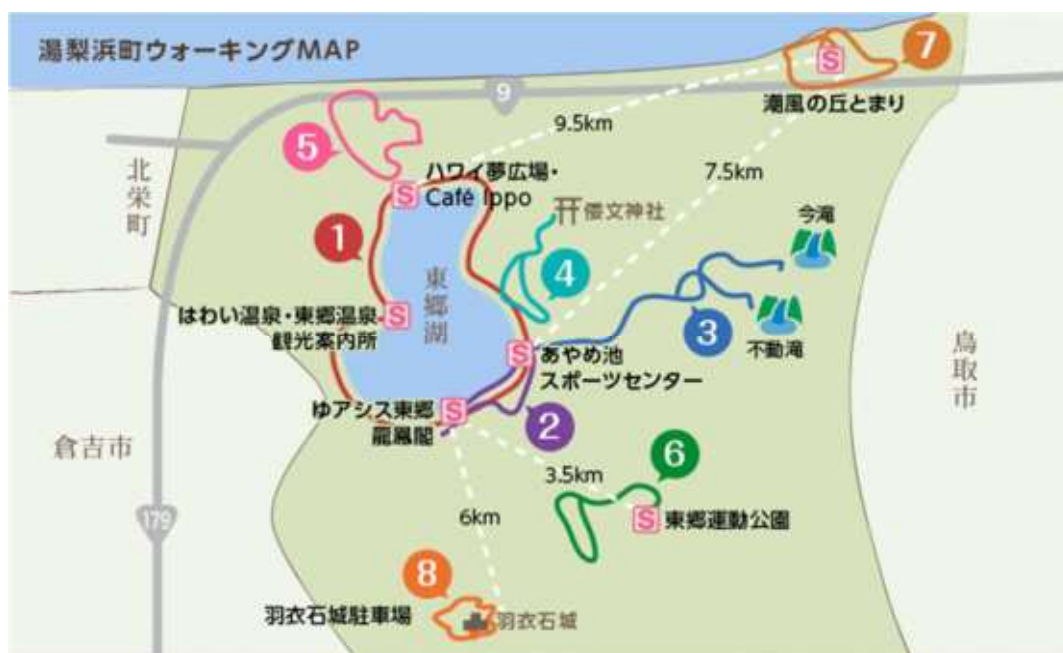 湯梨浜町ウォーキングMAP
7
S
潮風の丘とまり
9
9.5km
5
7.5km
北栄町
ハワイ夢広場・
Café Ippo
S
倭文神社
今滝
1
4
東郷湖
3
はわい温泉・東郷温泉
観光案内所
S
不動滝
鳥取市
S
あやめ池
スポーツセンター
ゆアシス東郷
龍鳳閣
S
2
倉吉市
6
3.5km
179
6km
S
東郷運動公園
8
羽衣石城駐車場
羽衣石城